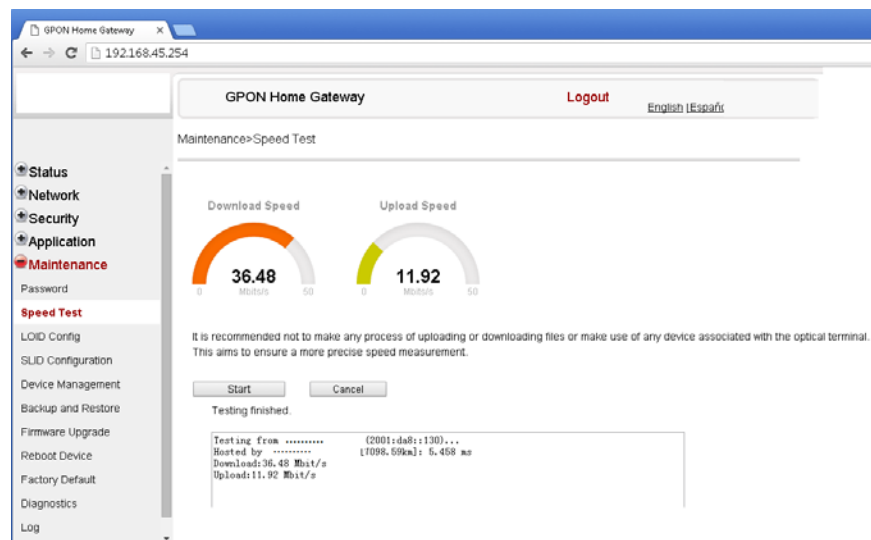 GPON Home Gateway
192.168.45.254
GPON Home Gateway
Logout
English |Españc
Maintenance>Speed Test
Status
Network
Security
Application
Maintenance
Password
Speed Test
LOID Config
SLID Configuration
Device Management
Backup and Restore
Firmware Upgrade
Reboot Device
Factory Default
Diagnostics
Log
Download Speed
36.48
Mbits/s
0 50
Upload Speed
11.92
Mbits/s
0 50
It is recommended not to make any process of uploading or downloading files or make use of any device associated with the optical terminal.
This aims to ensure a more precise speed measurement.
Start Cancel
Testing finished.
Testing from .......... (2001:da8::130)...
Hosted by .......... [7098.59km]: 5.458 ms
Download:36.48 Mbit/s
Upload:11.92 Mbit/s